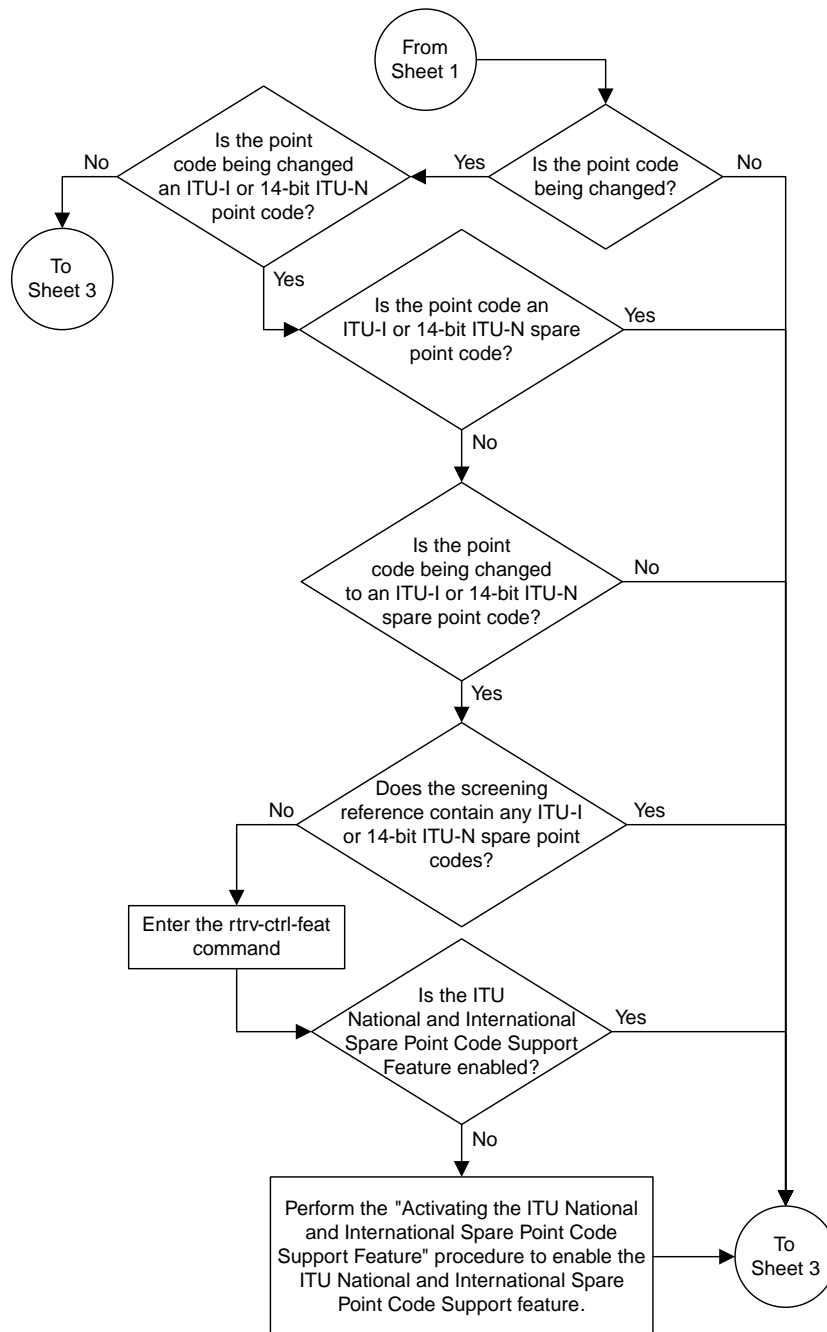 From
Sheet 1
Is the point code
being changed?
Yes
No
Is the point
code being changed
an ITU-I or 14-bit ITU-N
point code?
No
Yes
To
Sheet 3
Is the point code an
ITU-I or 14-bit ITU-N spare
point code?
Yes
No
Is the point
code being changed
to an ITU-I or 14-bit ITU-N
spare point code?
No
Yes
Does the screening
reference contain any ITU-I
or 14-bit ITU-N spare point
codes?
No
Yes
Enter the rtrv-ctrl-feat
command
Is the ITU
National and International
Spare Point Code Support
Feature enabled?
Yes
No
Perform the "Activating the ITU National
and International Spare Point Code
Support Feature" procedure to enable the
ITU National and International Spare
Point Code Support feature.
To
Sheet 3